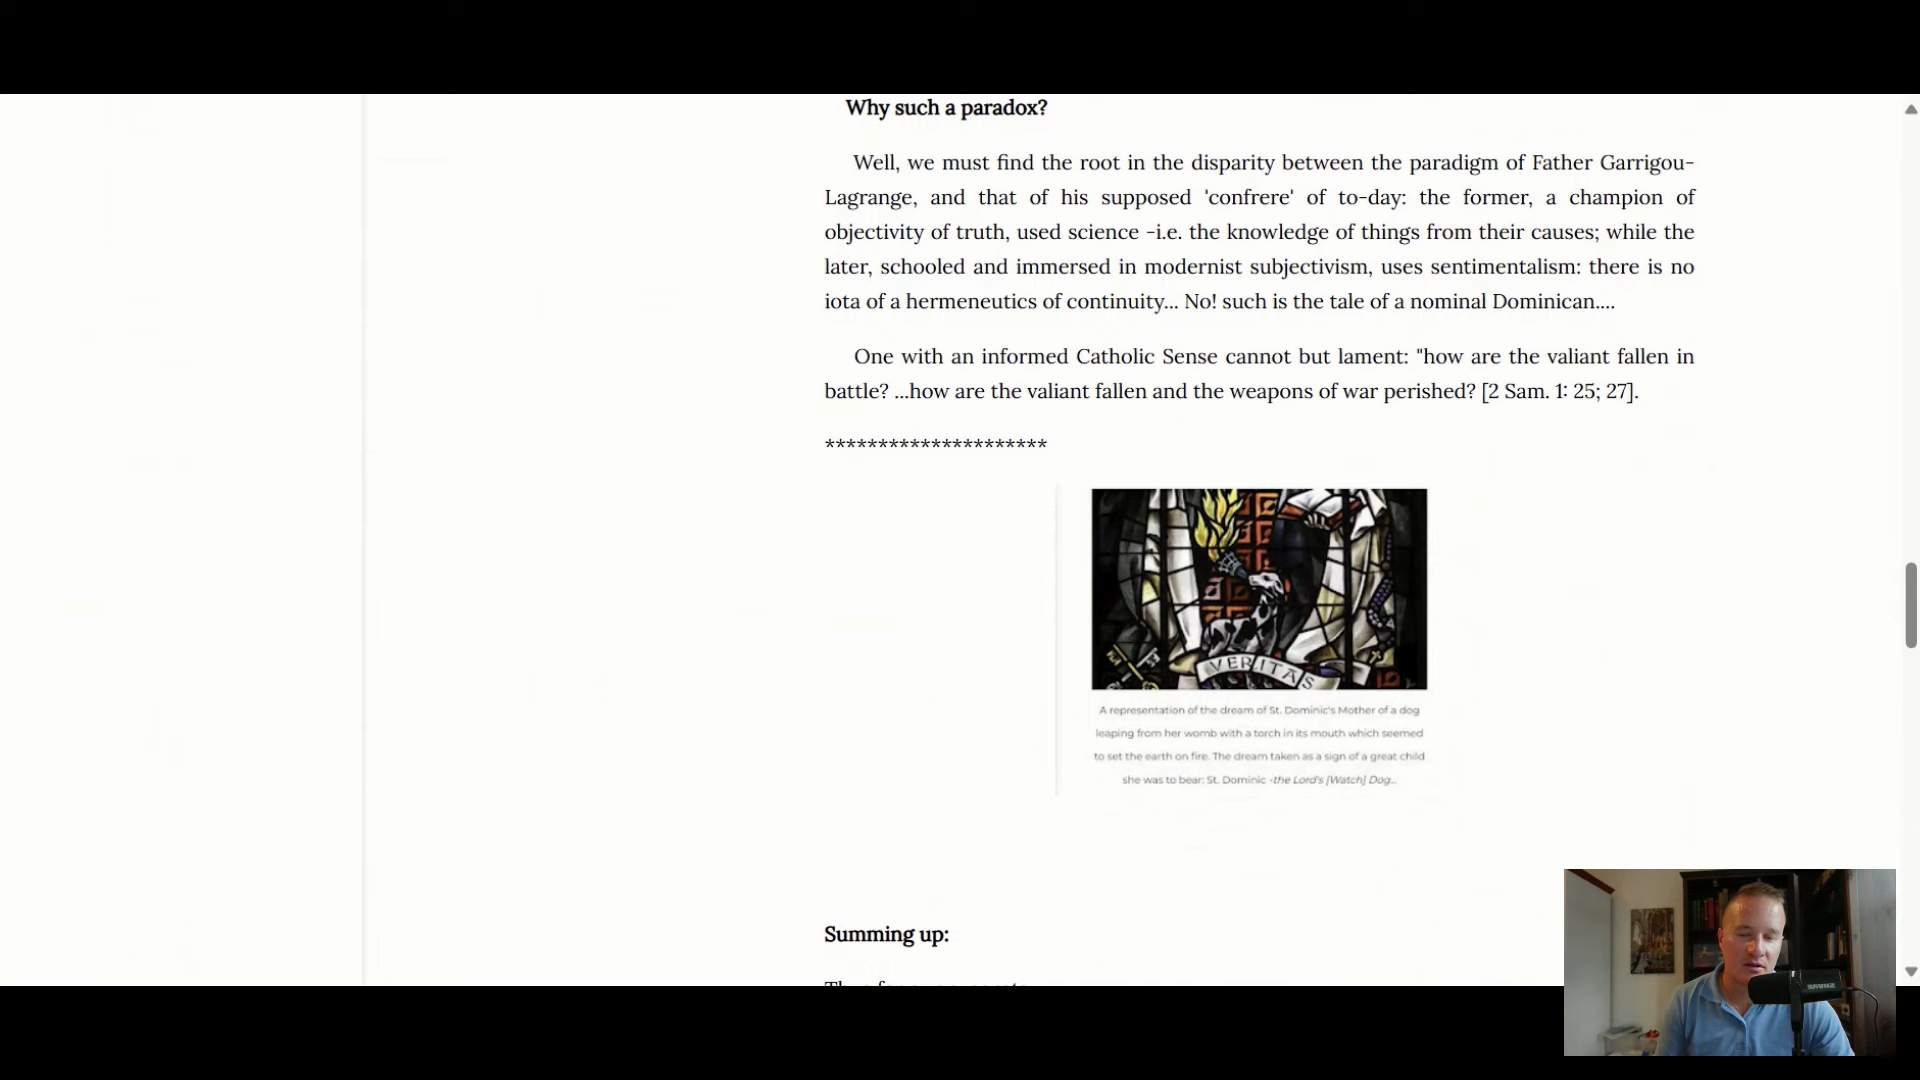 Why such a paradox?
Well, we must find the root in the disparity between the paradigm of Father Garrigou-
Lagrange, and that of his supposed 'confrere' of to-day: the former, a champion of
objectivity of truth, used science -i.e. the knowledge of things from their causes; while the
later, schooled and immersed in modernist subjectivism, uses sentimentalism: there is no
iota of a hermeneutics of continuity... No! such is the tale of a nominal Dominican....
One with an informed Catholic Sense cannot but lament: "how are the valiant fallen in
battle? ...how are the valiant fallen and the weapons of war perished? [2 Sam. 1: 25; 27].
*********************
VERITAS
A representation of the dream of St. Dominic's Mother of a dog
leaping from her womb with a torch in its mouth which seemed
to set the earth on fire. The dream taken as a sign of a great child
she was to bear: St. Dominic -the Lord's [Watch] Dog...
Summing up: